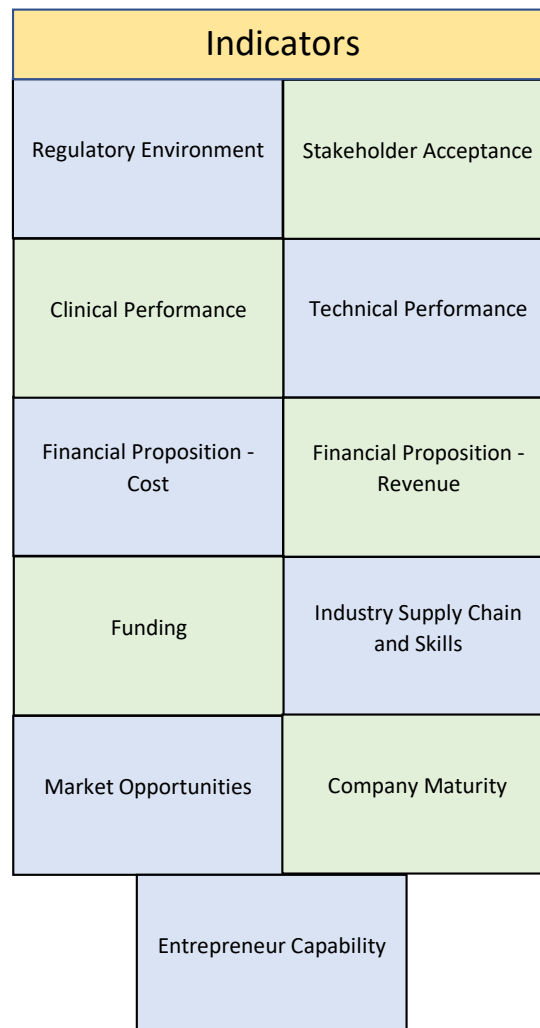 Indicators
Regulatory Environment
Stakeholder Acceptance
Clinical Performance
Technical Performance
Financial Proposition -
Cost
Financial Proposition -
Revenue
Funding
Industry Supply Chain
and Skills
Market Opportunities
Company Maturity
Entrepreneur Capability